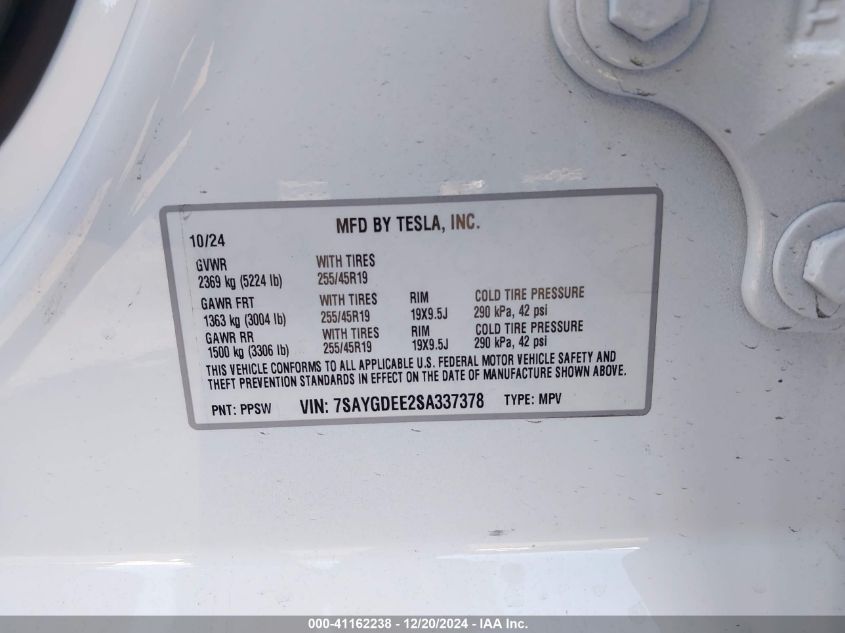 MFD BY TESLA, INC.
10/24
GVWR WITH TIRES
2369 kg (5224 lb) 255/45R19
GAWR FRT WITH TIRES RIM COLD TIRE PRESSURE
1363 kg (3004 lb) 255/45R19 19X9.5J 290 kPa, 42 psi
GAWR RR WITH TIRES RIM COLD TIRE PRESSURE
1500 kg (3306 lb) 255/45R19 19X9.5J 290 kPa, 42 psi
THIS VEHICLE CONFORMS TO ALL APPLICABLE U.S. FEDERAL MOTOR VEHICLE SAFETY AND
THEFT PREVENTION STANDARDS IN EFFECT ON THE DATE OF MANUFACTURE SHOWN ABOVE.
PNT: PPSW VIN: 7SAYGDEE2SA337378 TYPE: MPV
000-41162238 - 12/20/2024 - IAA Inc.